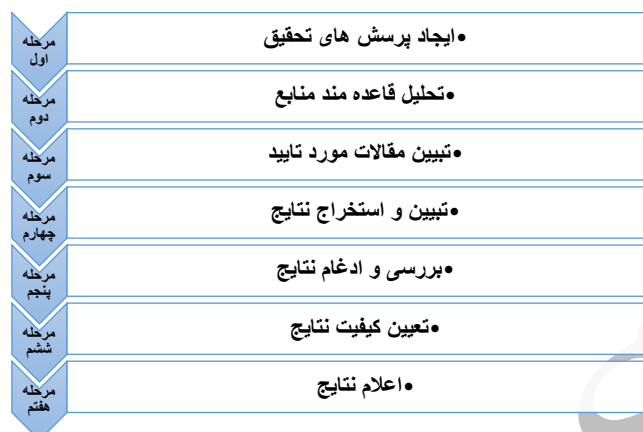 مرحله اول
•ایجاد پرسش های تحقیق
مرحله دوم
•تحلیل قاعده مند منابع
مرحله سوم
•تبیین مقالات مورد تایید
مرحله چهارم
•تبیین و استخراج نتایج
مرحله پنجم
•بررسی و ادغام نتایج
مرحله ششم
•تعیین کیفیت نتایج
مرحله هفتم
•اعلام نتایج